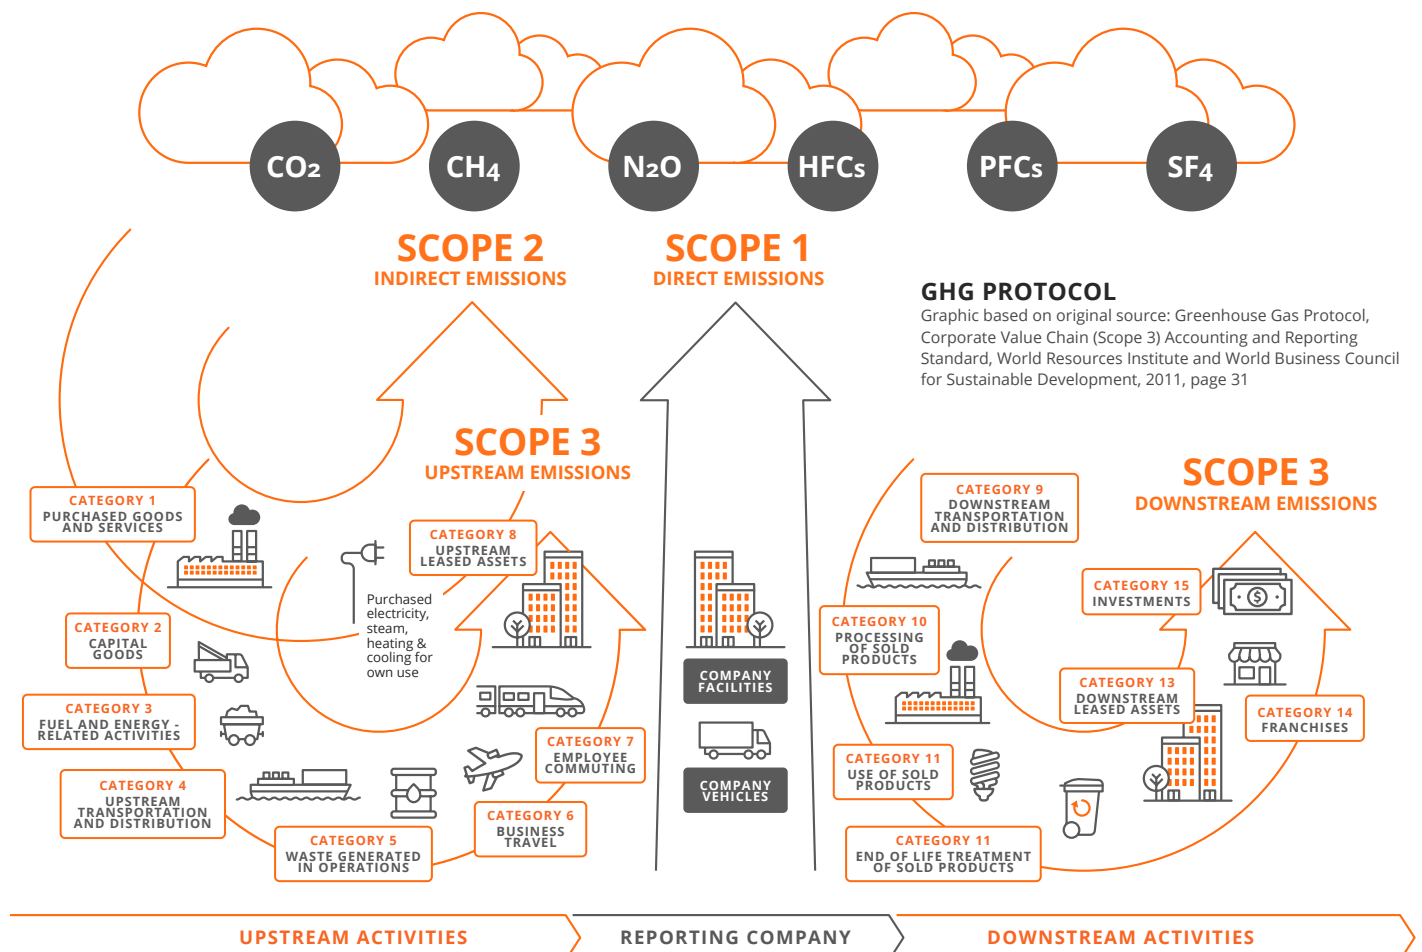 CO2
CH4
N2O
HFCs
PFCs
SF4
SCOPE 2
INDIRECT EMISSIONS
SCOPE 1
DIRECT EMISSIONS
GHG PROTOCOL
Graphic based on original source: Greenhouse Gas Protocol,
Corporate Value Chain (Scope 3) Accounting and Reporting
Standard, World Resources Institute and World Business Council
for Sustainable Development, 2011, page 31
SCOPE 3
UPSTREAM EMISSIONS
CATEGORY 1
PURCHASED GOODS
AND SERVICES
CATEGORY 2
CAPITAL
GOODS
CATEGORY 3
FUEL AND ENERGY -
RELATED ACTIVITIES
CATEGORY 4
UPSTREAM
TRANSPORTATION
AND DISTRIBUTION
CATEGORY 5
WASTE GENERATED
IN OPERATIONS
CATEGORY 6
BUSINESS
TRAVEL
CATEGORY 7
EMPLOYEE
COMMUTING
CATEGORY 8
UPSTREAM
LEASED ASSETS
Purchased
electricity,
steam,
heating &
cooling for
own use
COMPANY
FACILITIES
COMPANY
VEHICLES
SCOPE 3
DOWNSTREAM EMISSIONS
CATEGORY 9
DOWNSTREAM
TRANSPORTATION
AND DISTRIBUTION
CATEGORY 10
PROCESSING
OF SOLD
PRODUCTS
CATEGORY 11
USE OF SOLD
PRODUCTS
CATEGORY 11
END OF LIFE TREATMENT
OF SOLD PRODUCTS
CATEGORY 13
DOWNSTREAM
LEASED ASSETS
CATEGORY 14
FRANCHISES
CATEGORY 15
INVESTMENTS
$
UPSTREAM ACTIVITIES
REPORTING COMPANY
DOWNSTREAM ACTIVITIES